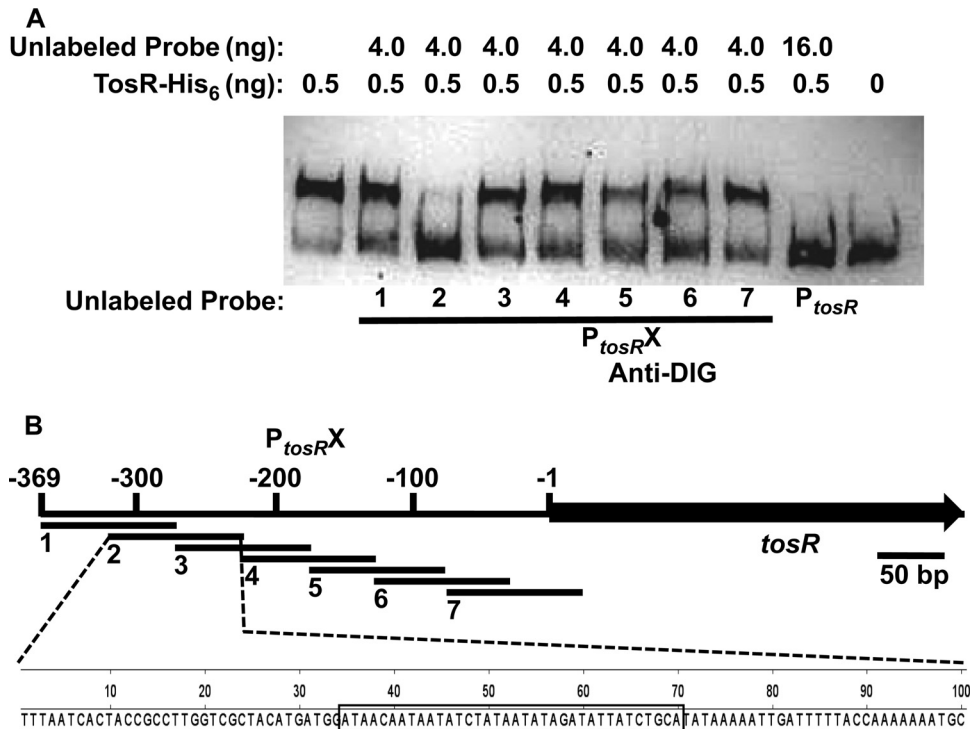 A
Unlabeled Probe (ng): 4.0 4.0 4.0 4.0 4.0 4.0 4.0 16.0
TosR-His6 (ng): 0.5 0.5 0.5 0.5 0.5 0.5 0.5 0.5 0.5 0
Unlabeled Probe: 1 2 3 4 5 6 7 PtosR
PtosRX
Anti-DIG
B
PtosRX
-369 -300 -200 -100 -1
tosR
50 bp
1
2
3
4
5
6
7
10 20 30 40 50 60 70 80 90 100
TTTAATCACTACCGCCTTGGTCGCTACATGATGGATAACAATAATATCTATAATATAGATATTATCTGCATATAAAAATTGATTTTTACCAAAAAAATGC